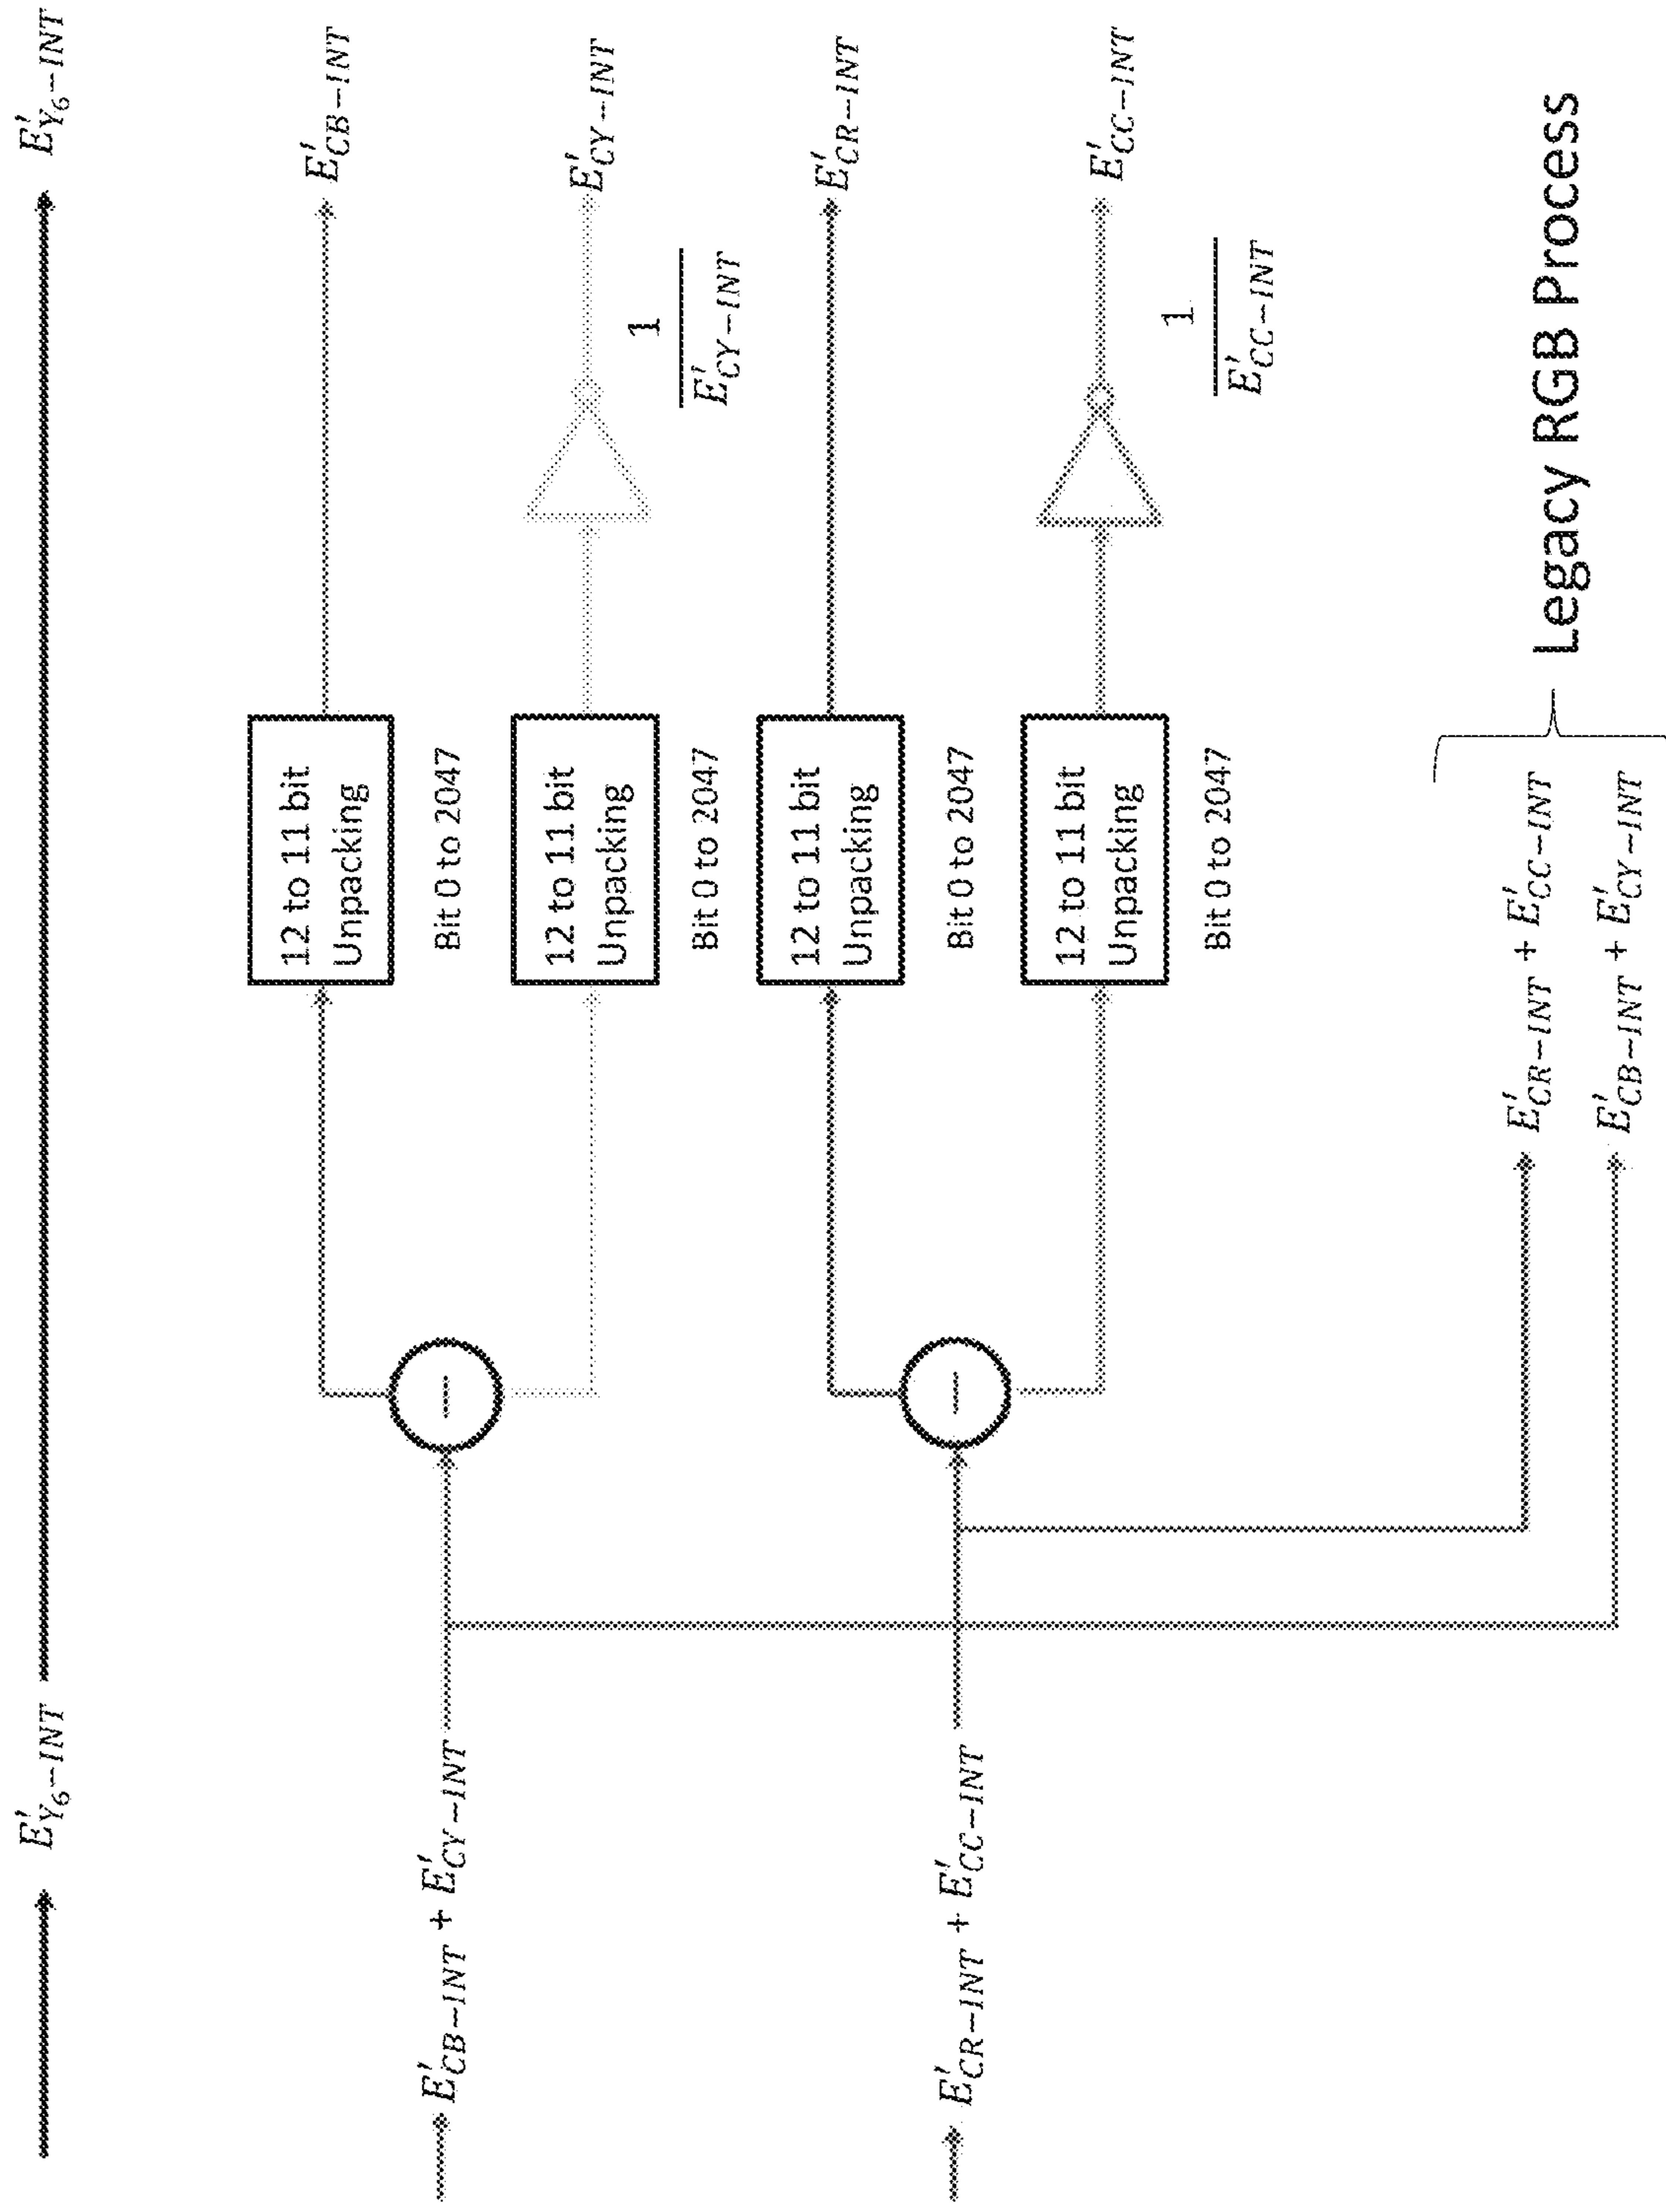 E'_{Y_6-INT}
E'_{Y_6-INT}
E'_{CB-INT} + E'_{CY-INT}
12 to 11 bit
Unpacking
Bit 0 to 2047
E'_{CB-INT}
12 to 11 bit
Unpacking
Bit 0 to 2047
E'_{CY-INT}
1
E'_{CY-INT}
E'_{CR-INT} + E'_{CC-INT}
12 to 11 bit
Unpacking
Bit 0 to 2047
E'_{CR-INT}
12 to 11 bit
Unpacking
Bit 0 to 2047
E'_{CC-INT}
1
E'_{CC-INT}
E'_{CR-INT} + E'_{CC-INT}
E'_{CB-INT} + E'_{CY-INT}
Legacy RGB Process